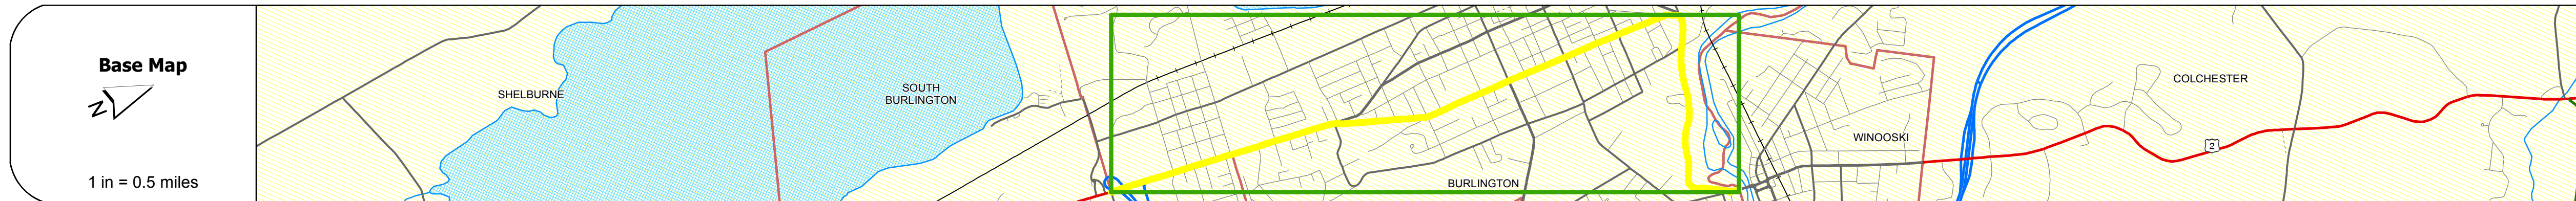 Base Map
N
1 in = 0.5 miles
SHELBURNE
SOUTH
BURLINGTON
BURLINGTON
WINOOSKI
COLCHESTER
2